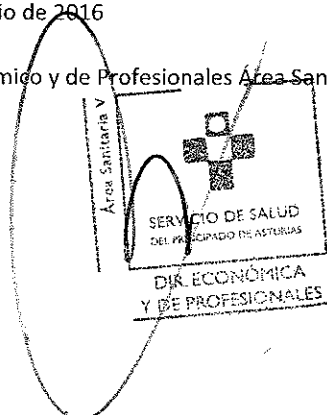 io de 2016
mico y de Profesionales Área San
Área Sanitaria V
SERVICIO DE SALUD
DEL PRINCIPADO DE ASTURIAS
DIR. ECONÓMICA
Y DE PROFESIONALES